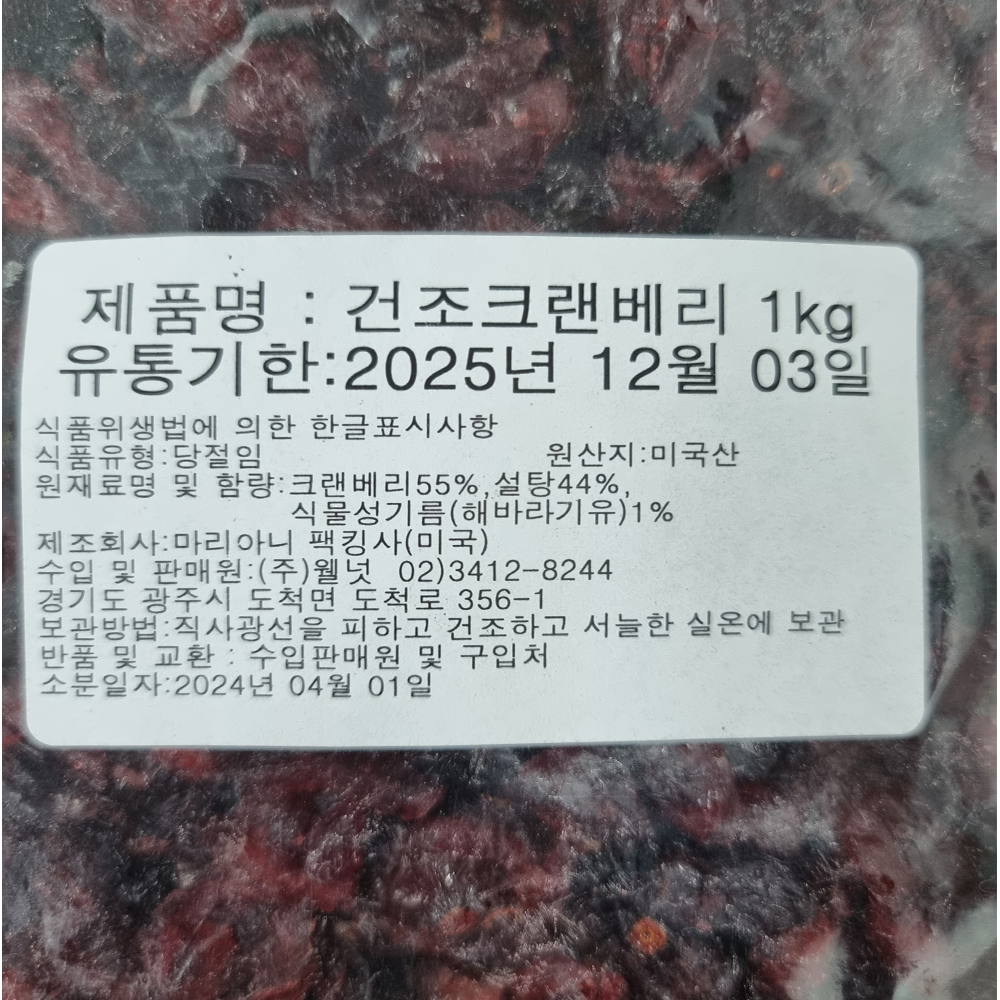 제품명 : 건조크랜베리 1kg
유통기한:2025년 12월 03일
식품위생법에 의한 한글표시사항
식품유형:당절임 원산지:미국산
원재료명 및 함량:크랜베리55%,설탕44%,
식물성기름(해바라기유)1%
제조회사:마리아니 팩킹사(미국)
수입 및 판매원:(주)웰넛 02)3412-8244
경기도 광주시 도척면 도척로 356-1
보관방법:직사광선을 피하고 건조하고 서늘한 실온에 보관
반품 및 교환 : 수입판매원 및 구입처
소분일자:2024년 04월 01일